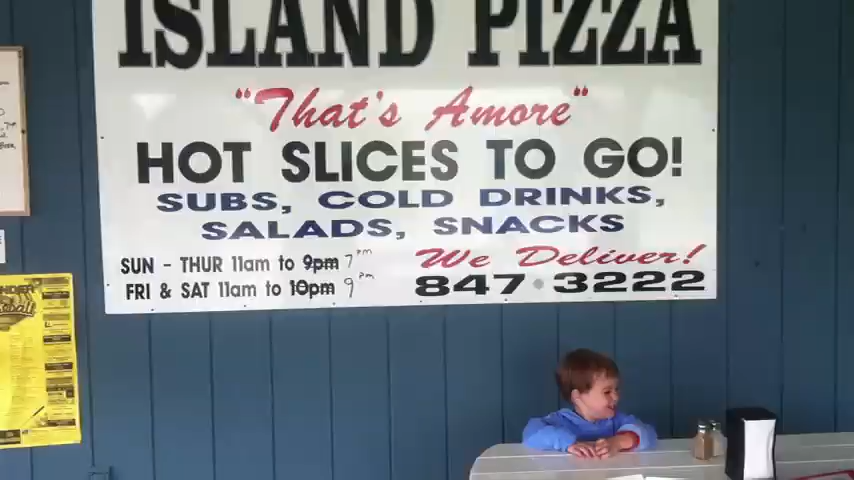 ISLAND PIZZA
"That's Amore"
HOT SLICES TO GO!
SUBS, COLD DRINKS,
SALADS, SNACKS
SUN - THUR 11am to 9pm 7pm
FRI & SAT 11am to 10pm 9pm
We Deliver!
847•3222